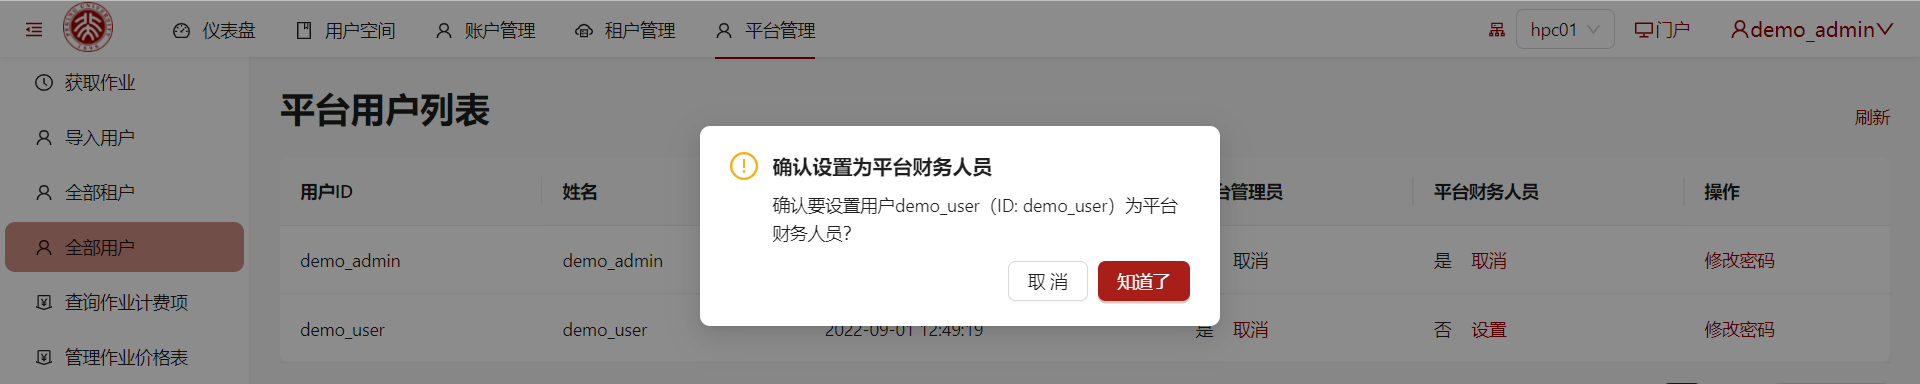 仪表盘 用户空间 账户管理 租户管理 平台管理 hpc01 门户 demo_admin
获取作业
导入用户
全部租户
全部用户
查询作业计费项
管理作业价格表
平台用户列表
刷新
用户ID 姓名 台管理员 平台财务人员 操作
demo_admin demo_admin 取消 是 取消 修改密码
demo_user demo_user 2022-09-01 12:49:19 是 取消 否 设置 修改密码
确认设置为平台财务人员
确认要设置用户demo_user（ID: demo_user）为平台
财务人员？
取 消 知道了